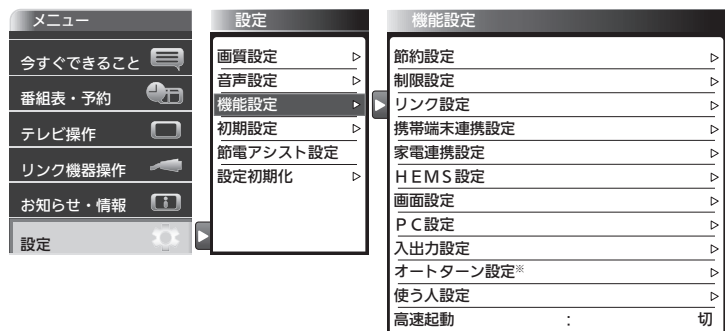 メニュー
今すぐできること
番組表・予約
テレビ操作
リンク機器操作
お知らせ・情報
設定
設定
画質設定
音声設定
機能設定
初期設定
節電アシスト設定
設定初期化
機能設定
節約設定
制限設定
リンク設定
携帯端末連携設定
家電連携設定
ＨＥＭＳ設定
画面設定
ＰＣ設定
入出力設定
オートターン設定※
使う人設定
高速起動 : 切